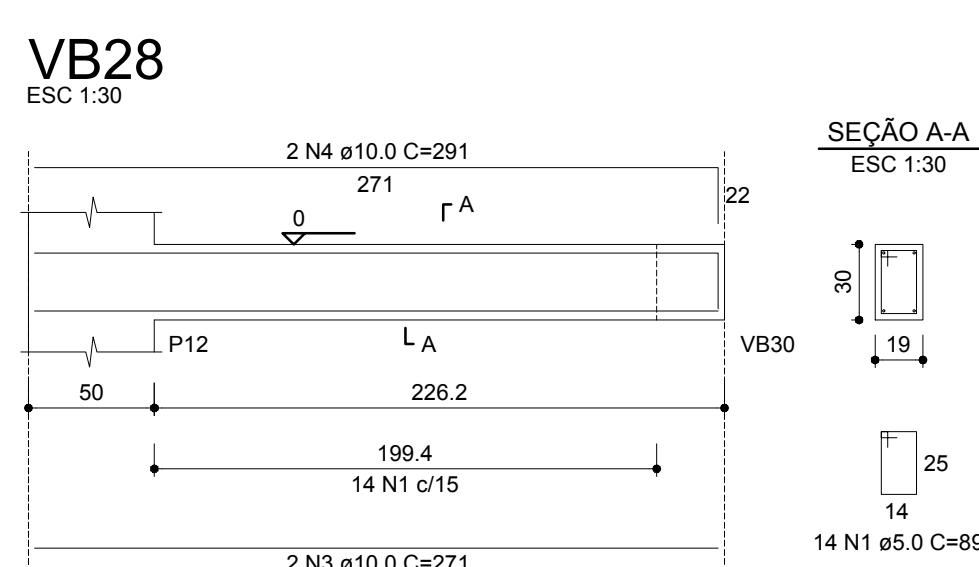 VB28
ESC 1:30
2 N4 ø10.0 C=291
271
22
A
0
A
P12
VB30
50
226.2
199.4
14 N1 c/15
2 N3 ø10.0 C=271
SEÇÃO A-A
ESC 1:30
30
19
25
14
14 N1 ø5.0 C=89